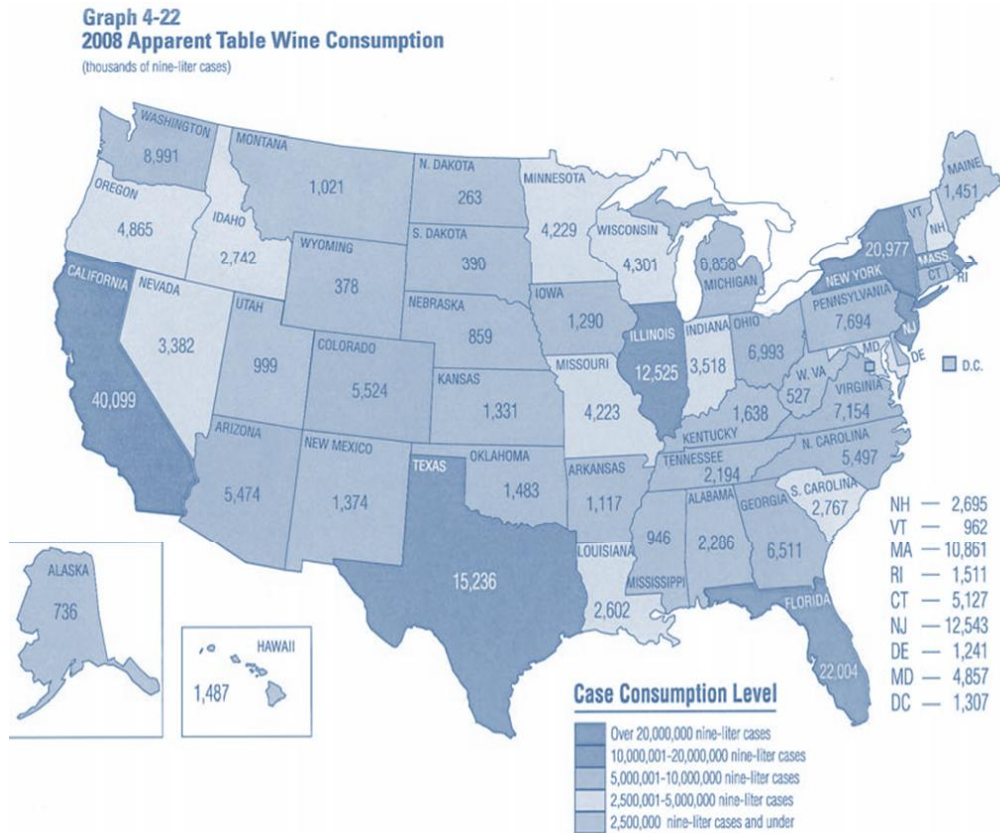 Graph 4-22
2008 Apparent Table Wine Consumption
(thousands of nine-liter cases)
WASHINGTON
8,991
MONTANA
1,021
N. DAKOTA
263
MINNESOTA
4,229
MAINE
1,451
OREGON
4,865
IDAHO
2,742
S. DAKOTA
390
WISCONSIN
4,301
6,858
MICHIGAN
VT
NH
20,977
NEW YORK
MASS.
CT
RI
WYOMING
378
CALIFORNIA
40,099
NEVADA
3,382
UTAH
999
NEBRASKA
859
IOWA
1,290
ILLINOIS
12,525
INDIANA
3,518
OHIO
6,993
PENNSYLVANIA
7,694
NJ
MD
DE
D.C.
COLORADO
5,524
KANSAS
1,331
MISSOURI
4,223
W. VA
527
VIRGINIA
7,154
1,638
KENTUCKY
ARIZONA
5,474
NEW MEXICO
1,374
TEXAS
15,236
OKLAHOMA
1,483
ARKANSAS
1,117
TENNESSEE
2,194
N. CAROLINA
5,497
S. CAROLINA
2,767
946
MISSISSIPPI
ALABAMA
2,286
GEORGIA
6,511
LOUISIANA
2,602
FLORIDA
22,004
ALASKA
736
HAWAII
1,487
NH — 2,695
VT — 962
MA — 10,861
RI — 1,511
CT — 5,127
NJ — 12,543
DE — 1,241
MD — 4,857
DC — 1,307
Case Consumption Level
Over 20,000,000 nine-liter cases
10,000,001-20,000,000 nine-liter cases
5,000,001-10,000,000 nine-liter cases
2,500,001-5,000,000 nine-liter cases
2,500,000 nine-liter cases and under